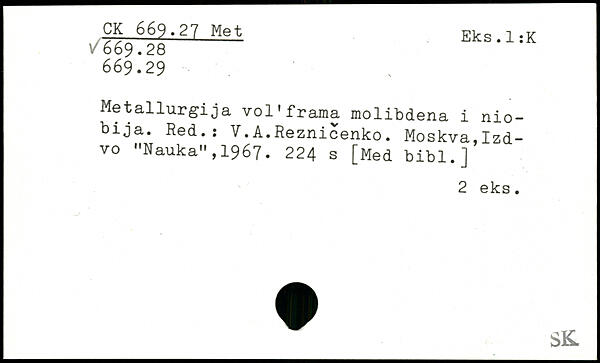 CK 669.27 Met
Eks.1:K
√669.28
669.29
Metallurgija vol'frama molibdena i nio-
bija. Red.: V.A.Rezničenko. Moskva,Izd-
vo "Nauka",1967. 224 s [Med bibl.]
2 eks.
SK